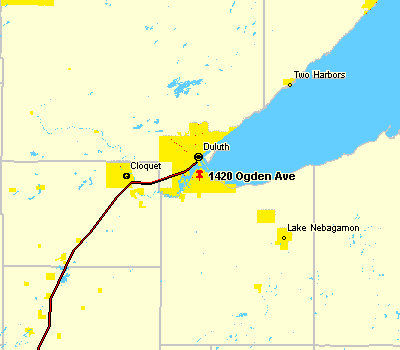 Two Harbors
Duluth
Cloquet
1420 Ogden Ave
Lake Nebagamon